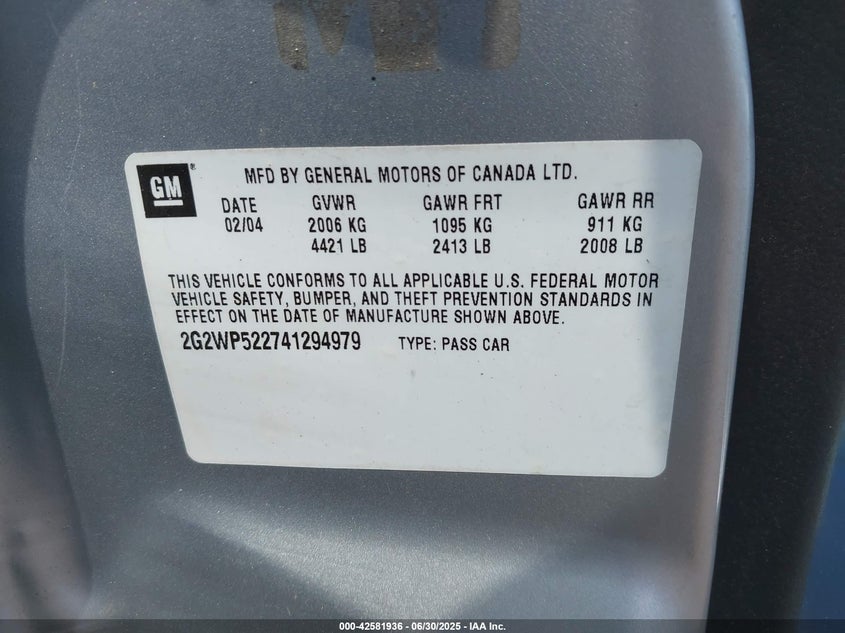 GM®
MFD BY GENERAL MOTORS OF CANADA LTD.
DATE GVWR GAWR FRT GAWR RR
02/04 2006 KG 1095 KG 911 KG
4421 LB 2413 LB 2008 LB
THIS VEHICLE CONFORMS TO ALL APPLICABLE U.S. FEDERAL MOTOR
VEHICLE SAFETY, BUMPER, AND THEFT PREVENTION STANDARDS IN
EFFECT ON THE DATE OF MANUFACTURE SHOWN ABOVE.
2G2WP522741294979 TYPE: PASS CAR
000-42581936 - 06/30/2025 - IAA Inc.